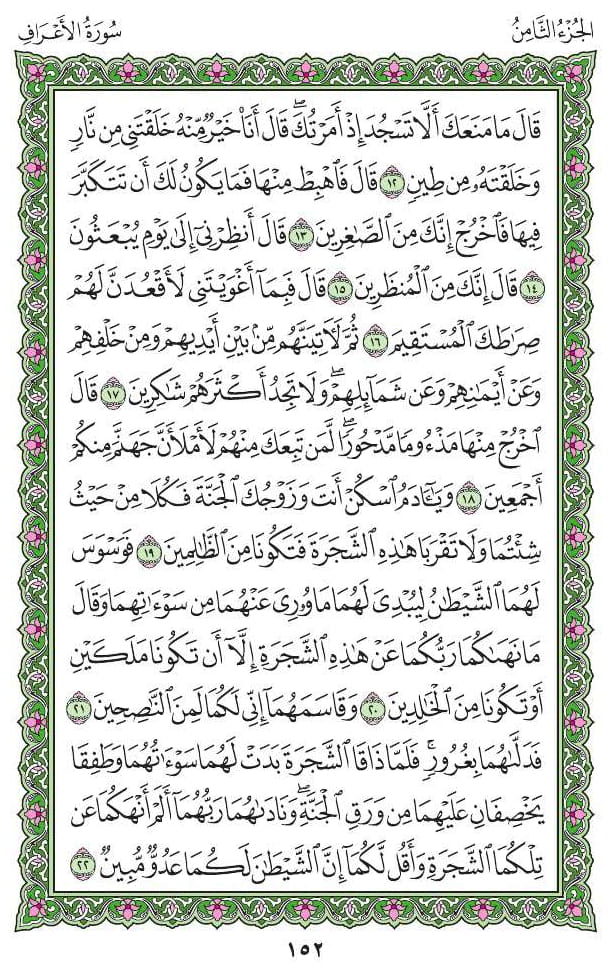 الجُزْءُ الثَّامِنُ
سُورَةُ الأَعْرَافِ
قَالَ مَا مَنَعَكَ أَلَّا تَسْجُدَ إِذْ أَمَرْتُكَ ۖ قَالَ أَنَا۠ خَيْرٌ مِّنْهُ خَلَقْتَنِى مِن نَّارٍ
وَخَلَقْتَهُۥ مِن طِينٍ ١٢ قَالَ فَٱهْبِطْ مِنْهَا فَمَا يَكُونُ لَكَ أَن تَتَكَبَّرَ
فِيهَا فَٱخْرُجْ إِنَّكَ مِنَ ٱلصَّٰغِرِينَ ١٣ قَالَ أَنظِرْنِىٓ إِلَىٰ يَوْمِ يُبْعَثُونَ
١٤ قَالَ إِنَّكَ مِنَ ٱلْمُنظَرِينَ ١٥ قَالَ فَبِمَآ أَغْوَيْتَنِى لَأَقْعُدَنَّ لَهُمْ
صِرَٰطَكَ ٱلْمُسْتَقِيمَ ١٦ ثُمَّ لَءَاتِيَنَّهُم مِّنۢ بَيْنِ أَيْدِيهِمْ وَمِنْ خَلْفِهِمْ
وَعَنْ أَيْمَٰنِهِمْ وَعَن شَمَآئِلِهِمْ ۖ وَلَا تَجِدُ أَكْثَرَهُمْ شَٰكِرِينَ ١٧ قَالَ
ٱخْرُجْ مِنْهَا مَذْءُومًا مَّدْحُورًا ۖ لَّمَن تَبِعَكَ مِنْهُمْ لَأَمْلَأَنَّ جَهَنَّمَ مِنكُمْ
أَجْمَعِينَ ١٨ وَيَٰٓـَٔادَمُ ٱسْكُنْ أَنتَ وَزَوْجُكَ ٱلْجَنَّةَ فَكُلَا مِنْ حَيْثُ
شِئْتُمَا وَلَا تَقْرَبَا هَٰذِهِ ٱلشَّجَرَةَ فَتَكُونَا مِنَ ٱلظَّٰلِمِينَ ١٩ فَوَسْوَسَ
لَهُمَا ٱلشَّيْطَٰنُ لِيُبْدِىَ لَهُمَا مَا وُۥرِىَ عَنْهُمَا مِن سَوْءَٰتِهِمَا وَقَالَ
مَا نَهَىٰكُمَا رَبُّكُمَا عَنْ هَٰذِهِ ٱلشَّجَرَةِ إِلَّآ أَن تَكُونَا مَلَكَيْنِ
أَوْ تَكُونَا مِنَ ٱلْخَٰلِدِينَ ٢٠ وَقَاسَمَهُمَآ إِنِّى لَكُمَا لَمِنَ ٱلنَّٰصِحِينَ ٢١
فَدَلَّىٰهُمَا بِغُرُورٍ ۚ فَلَمَّا ذَاقَا ٱلشَّجَرَةَ بَدَتْ لَهُمَا سَوْءَٰتُهُمَا وَطَفِقَا
يَخْصِفَانِ عَلَيْهِمَا مِن وَرَقِ ٱلْجَنَّةِ ۖ وَنَادَىٰهُمَا رَبُّهُمَآ أَلَمْ أَنْهَكُمَا عَن
تِلْكُمَا ٱلشَّجَرَةِ وَأَقُل لَّكُمَآ إِنَّ ٱلشَّيْطَٰنَ لَكُمَا عَدُوٌّ مُّبِينٌ ٢٢
١٥٢